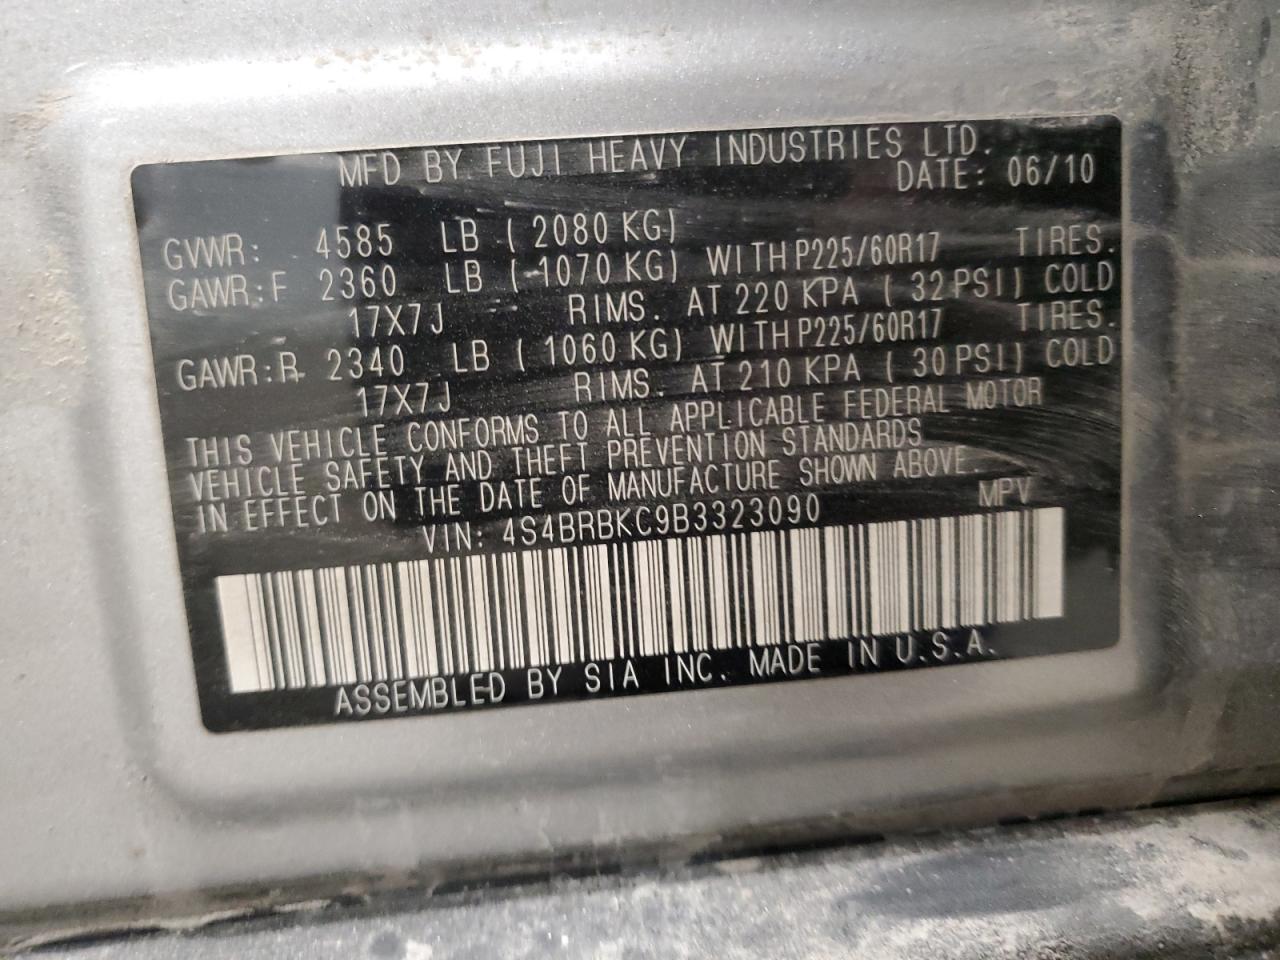 MFD BY FUJI HEAVY INDUSTRIES LTD.
DATE: 06/10
GVWR: 4585 LB ( 2080 KG)
GAWR:F 2360 LB ( 1070 KG) WITH P225/60R17 TIRES.
17X7J RIMS. AT 220 KPA ( 32 PSI) COLD
GAWR:R 2340 LB ( 1060 KG) WITH P225/60R17 TIRES.
17X7J RIMS. AT 210 KPA ( 30 PSI) COLD
THIS VEHICLE CONFORMS TO ALL APPLICABLE FEDERAL MOTOR
VEHICLE SAFETY AND THEFT PREVENTION STANDARDS
IN EFFECT ON THE DATE OF MANUFACTURE SHOWN ABOVE.
VIN: 4S4BRBKC9B3323090 MPV
ASSEMBLED BY SIA INC. MADE IN U.S.A.